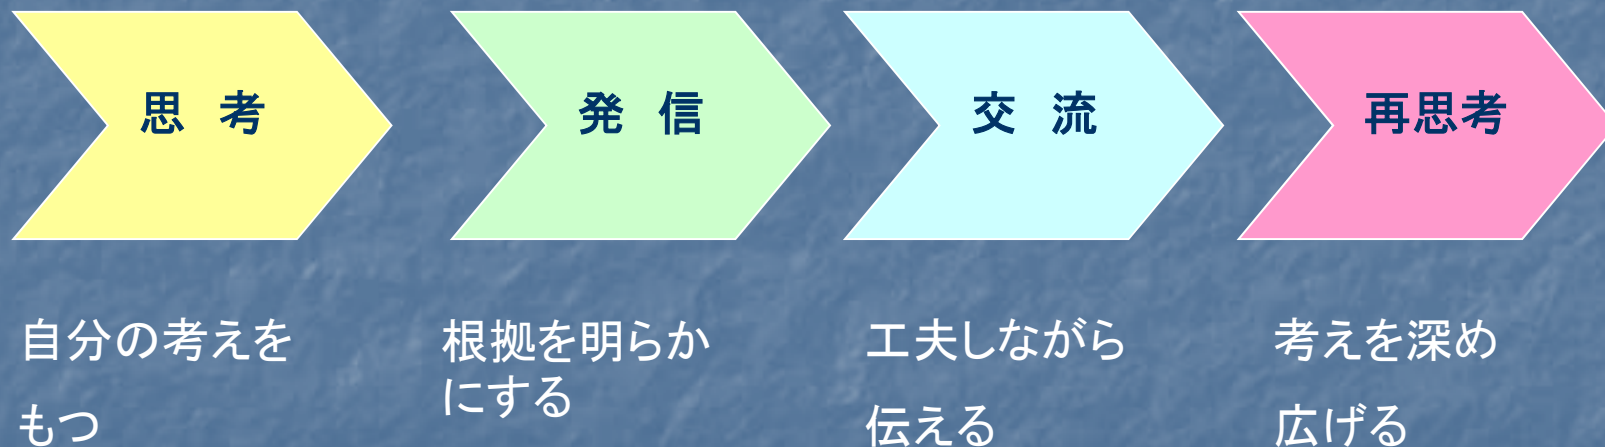 思 考
発 信
交 流
再思考
自分の考えを
もつ
根拠を明らか
にする
工夫しながら
伝える
考えを深め
広げる